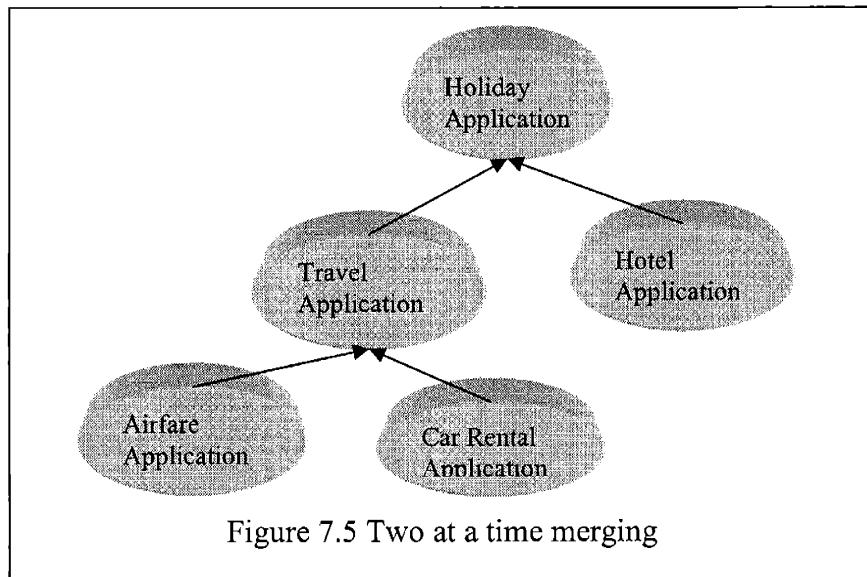 Holiday
Application
Travel
Application
Hotel
Application
Airfare
Application
Car Rental
Application
Figure 7.5 Two at a time merging